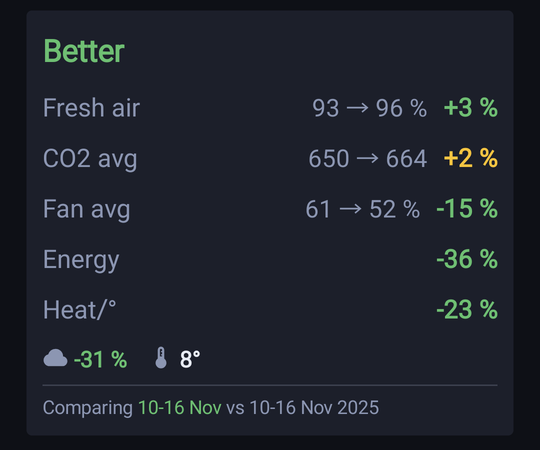 Better
Fresh air 93 → 96 % +3 %
CO2 avg 650 → 664 +2 %
Fan avg 61 → 52 % -15 %
Energy -36 %
Heat/° -23 %
-31 % 8°
Comparing 10-16 Nov vs 10-16 Nov 2025